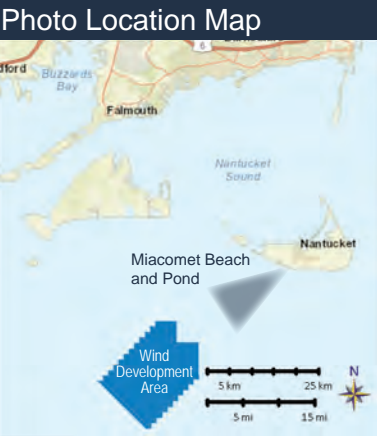 Photo Location Map
6
dford
Buzzards
Bay
Falmouth
Nantucket
Sound
Nantucket
Miacomet Beach
and Pond
Wind
Development
Area
N
5 km 25 km
5 mi 15 mi